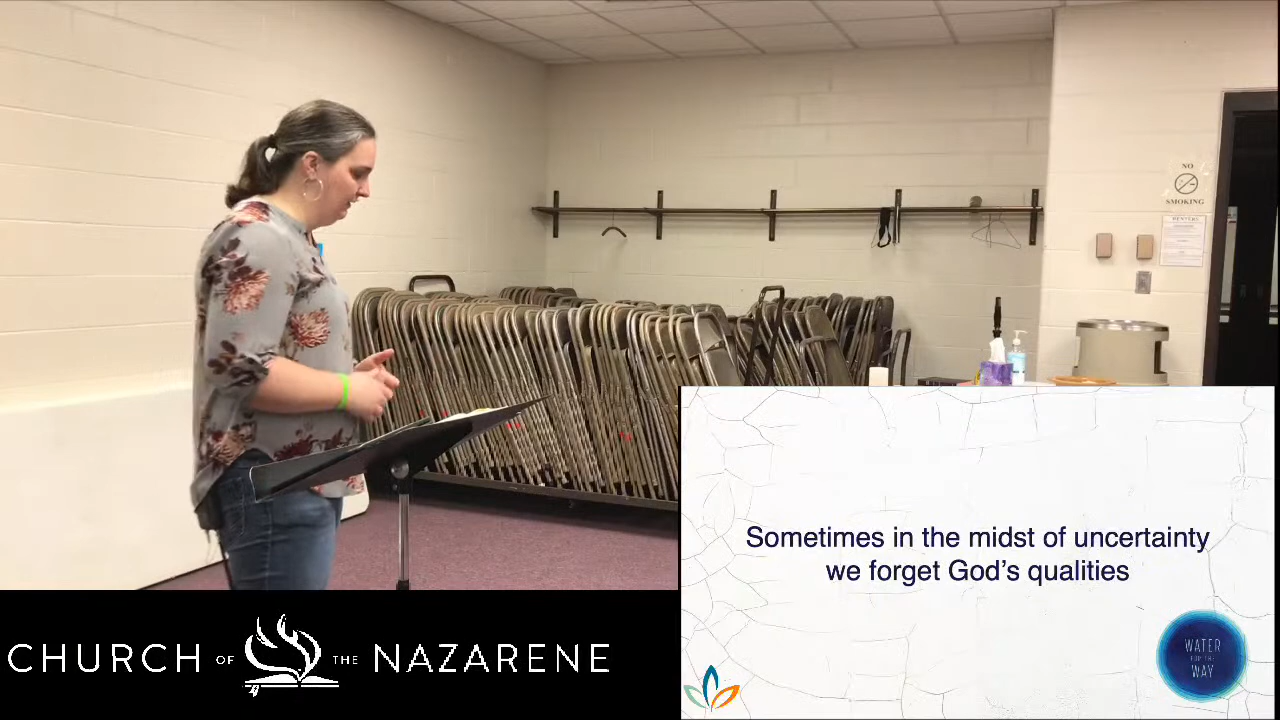 NO
SMOKING
Sometimes in the midst of uncertainty
we forget God's qualities
WATER
FOR THE
WAY
CHURCH OF THE NAZARENE